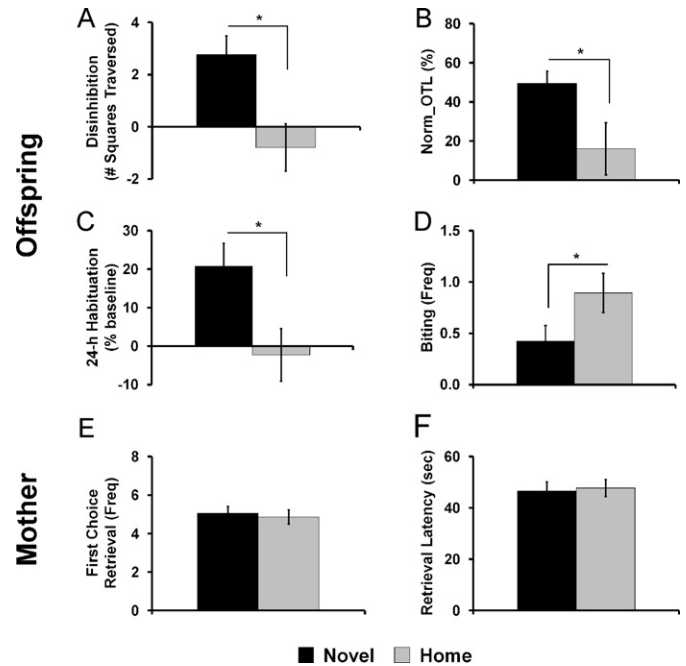 Offspring
A
Disinhibition
(# Squares Traversed)
4
2
0
-2
*
B
Norm_OTL (%)
80
60
40
20
0
*
C
24-h Habituation
(% baseline)
30
20
10
0
-10
*
D
Biting (Freq)
1.5
1.0
0.5
0.0
*
Mother
E
First Choice
Retrieval (Freq)
8
6
4
2
0
F
Retrieval Latency (sec)
60
40
20
0
Novel Home